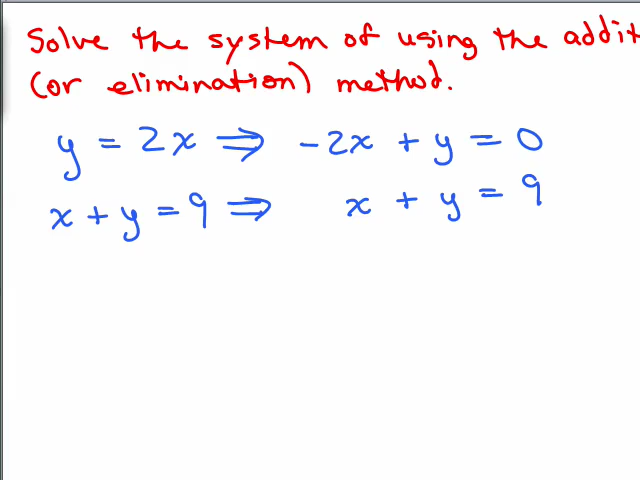 Solve the system of using the addit
(or elimination) method.
y = 2x ⇒ -2x + y = 0
x + y = 9 ⇒ x + y = 9